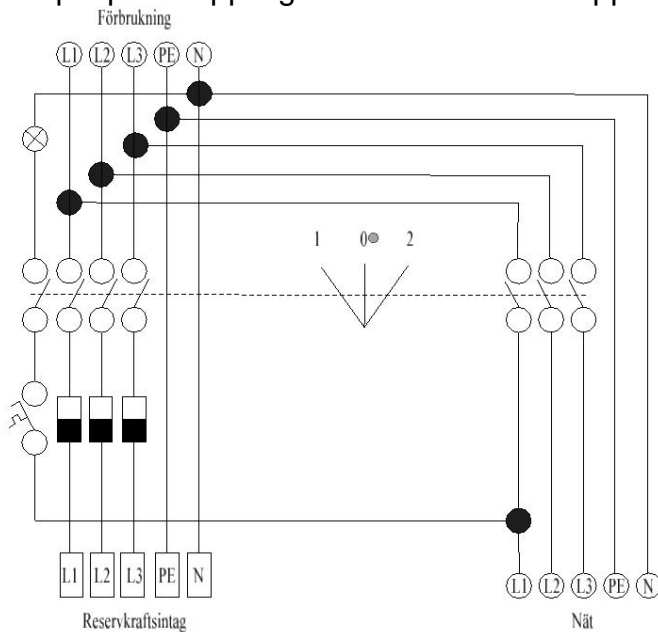 Förbrukning
L1 L2 L3 PE N
1 0 2
L1 L2 L3 PE N
L1 L2 L3 PE N
Reservkraftsintag
Nät